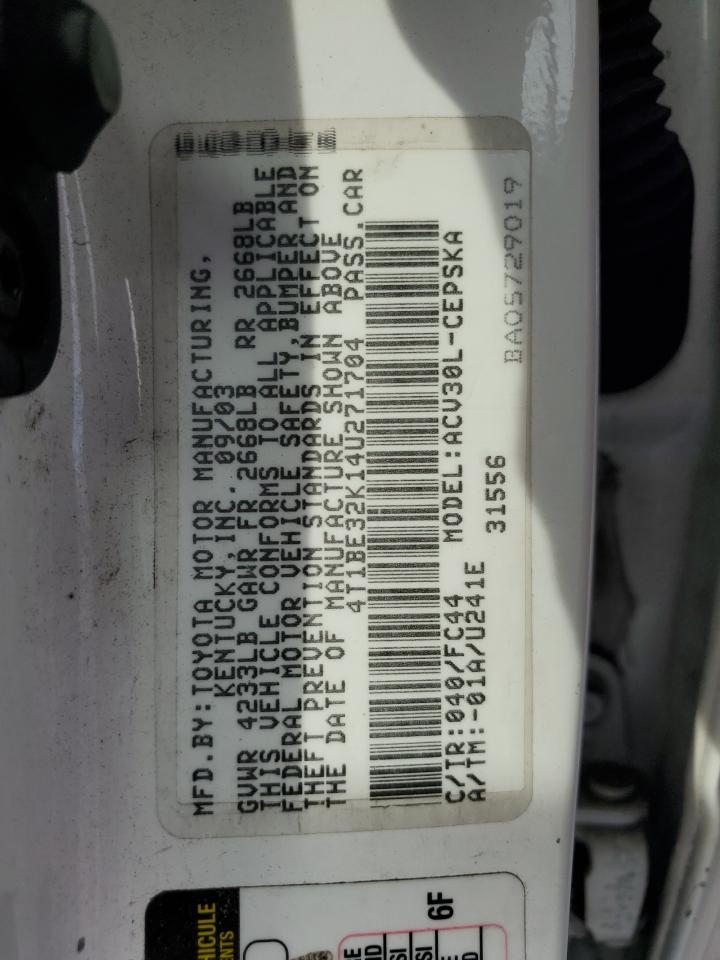 MFD.BY:TOYOTA MOTOR MANUFACTURING,
KENTUCKY,INC. 09/03
GVWR 4233LB GAWR FR 2668LB RR 2668LB
THIS VEHICLE CONFORMS TO ALL APPLICABLE
FEDERAL MOTOR VEHICLE SAFETY,BUMPER AND
THEFT PREVENTION STANDARDS IN EFFECT ON
THE DATE OF MANUFACTURE SHOWN ABOVE
4T1BE32K14U271704 PASS.CAR
C/TR:040/FC44 MODEL:ACV30L-CEPSKA
A/TM:-01A/U241E 31556
BA05729019
HICULE
ENTS
6F